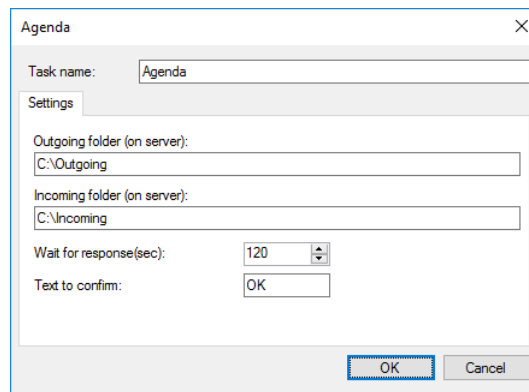 Agenda
Task name: Agenda
Settings
Outgoing folder (on server):
C:\Outgoing
Incoming folder (on server):
C:\Incoming
Wait for response(sec): 120
Text to confirm: OK
OK Cancel